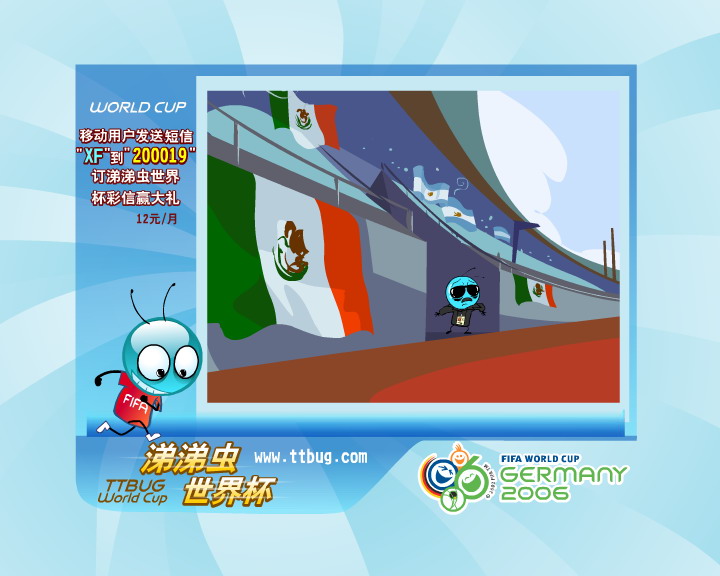 WORLD CUP
移动用户发送短信
"XF"到"200019"
订涕涕虫世界
杯彩信赢大礼
12元/月
FIFA
涕涕虫
世界杯
www.ttbug.com
TTBUG
World Cup
FIFA WORLD CUP
GERMANY
2006